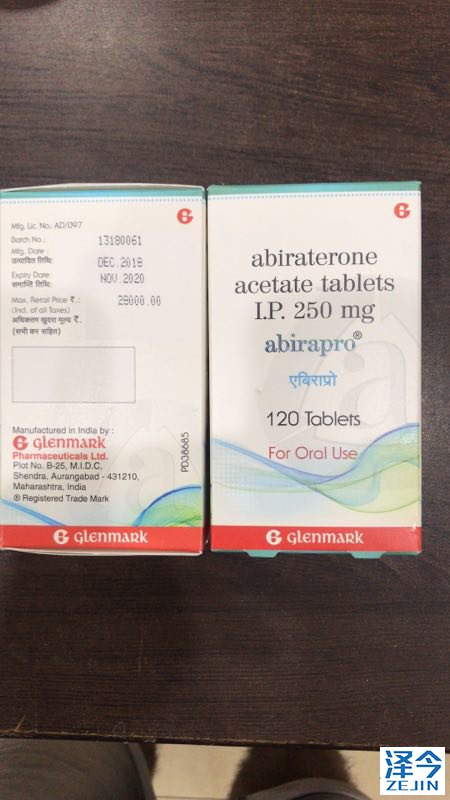 Mfg. Lic. No. AD/097
Batch No.: 13180061
Mfg. Date :
उत्पादित तिथि: DEC.2018
Expiry Date: NOV.2020
समाप्ति तिथि:
Max. Retail Price ₹.: 28000.00
(Incl. of all Taxes)
अधिकतम खुदरा मूल्य ₹.:
(सभी कर सहित)
Manufactured in India by :
glenmark
Pharmaceuticals Ltd.
Plot No. B-25, M.I.D.C,
Shendra, Aurangabad - 431210,
Maharashtra, India
® Registered Trade Mark
PD38685
glenmark
abiraterone
acetate tablets
I.P. 250 mg
abirapro®
एबिराप्रो
120 Tablets
For Oral Use
glenmark
泽今
ZEJIN